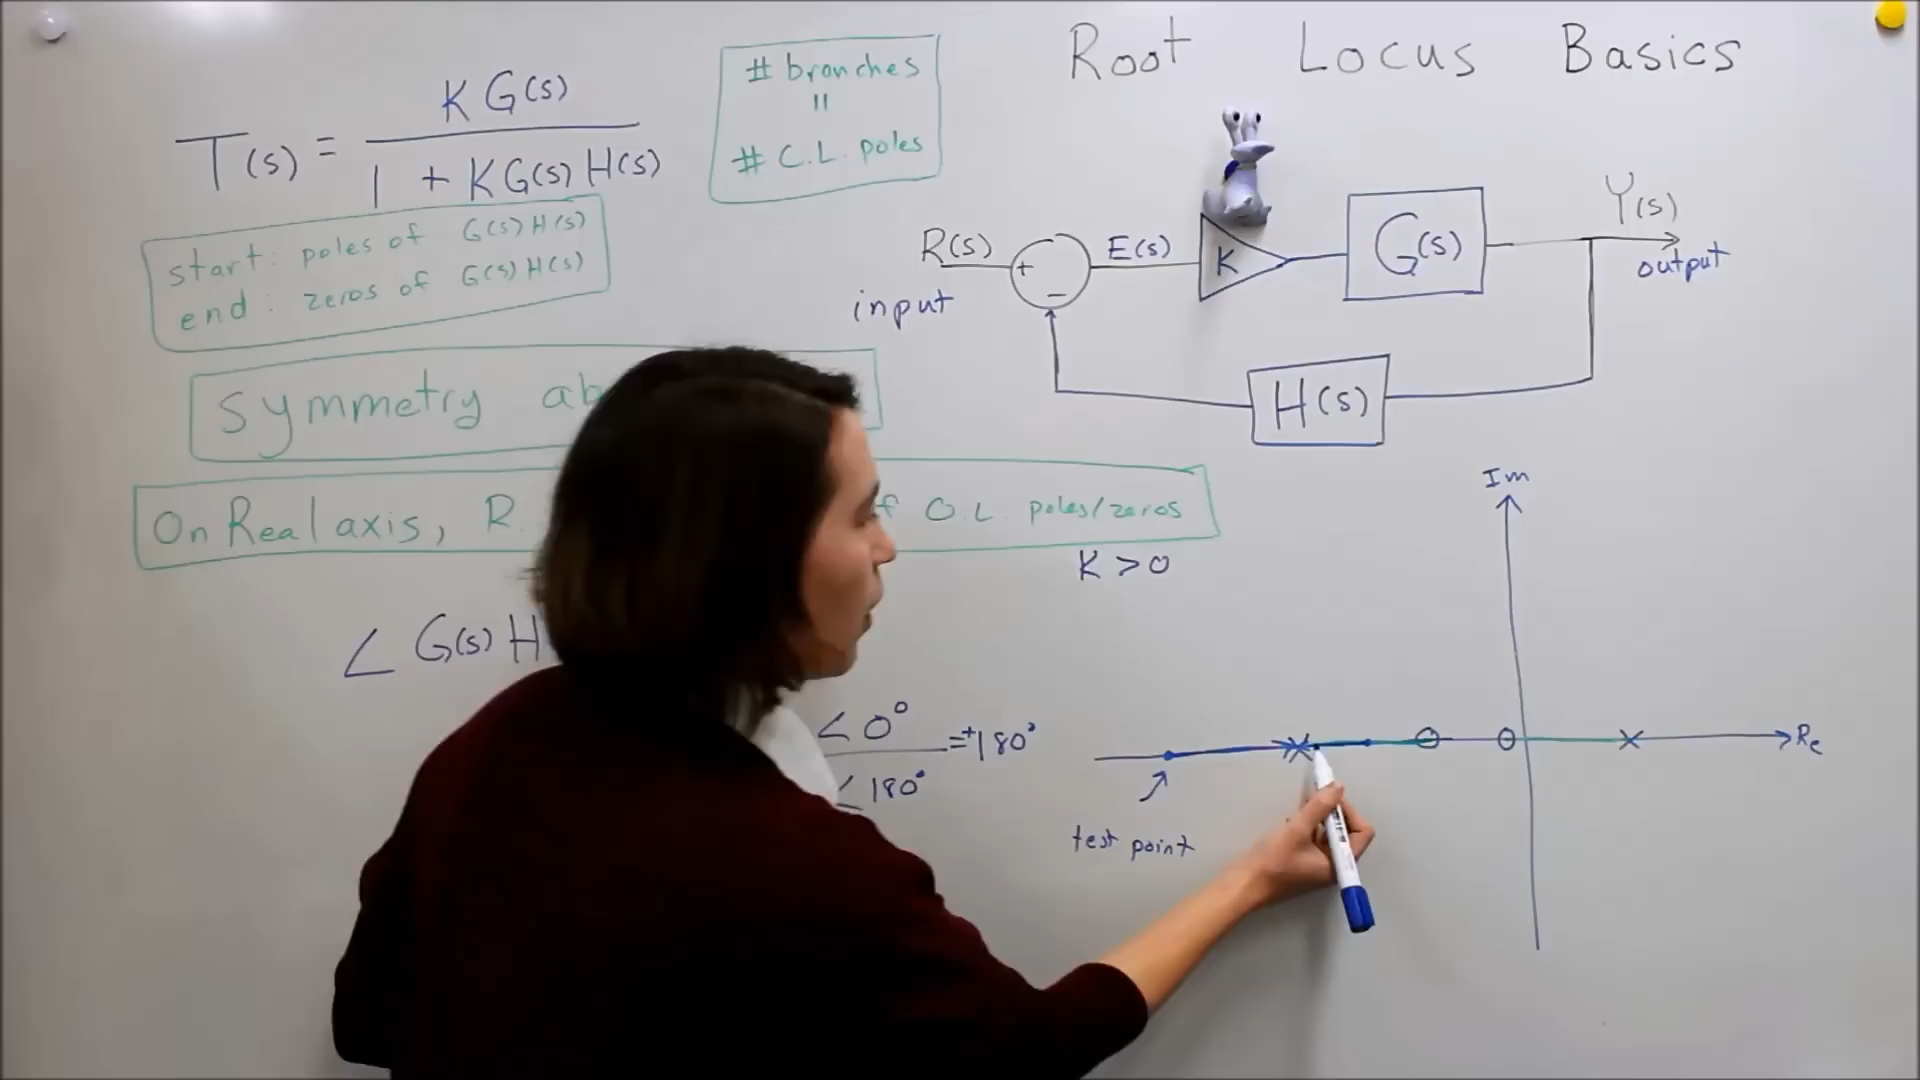 Root Locus Basics
T(s) = KG(s) / 1 + KG(s)H(s)
# branches
=
# C.L. poles
start: poles of G(s)H(s)
end: zeros of G(s)H(s)
Symmetry
On Real axis, R. O.L. poles/zeros
K > 0
∠ G(s) H
∠0° / ∠180° = +180°
R(s)
input
+
−
E(s)
K
G(s)
Y(s)
output
H(s)
Im
Re
test point